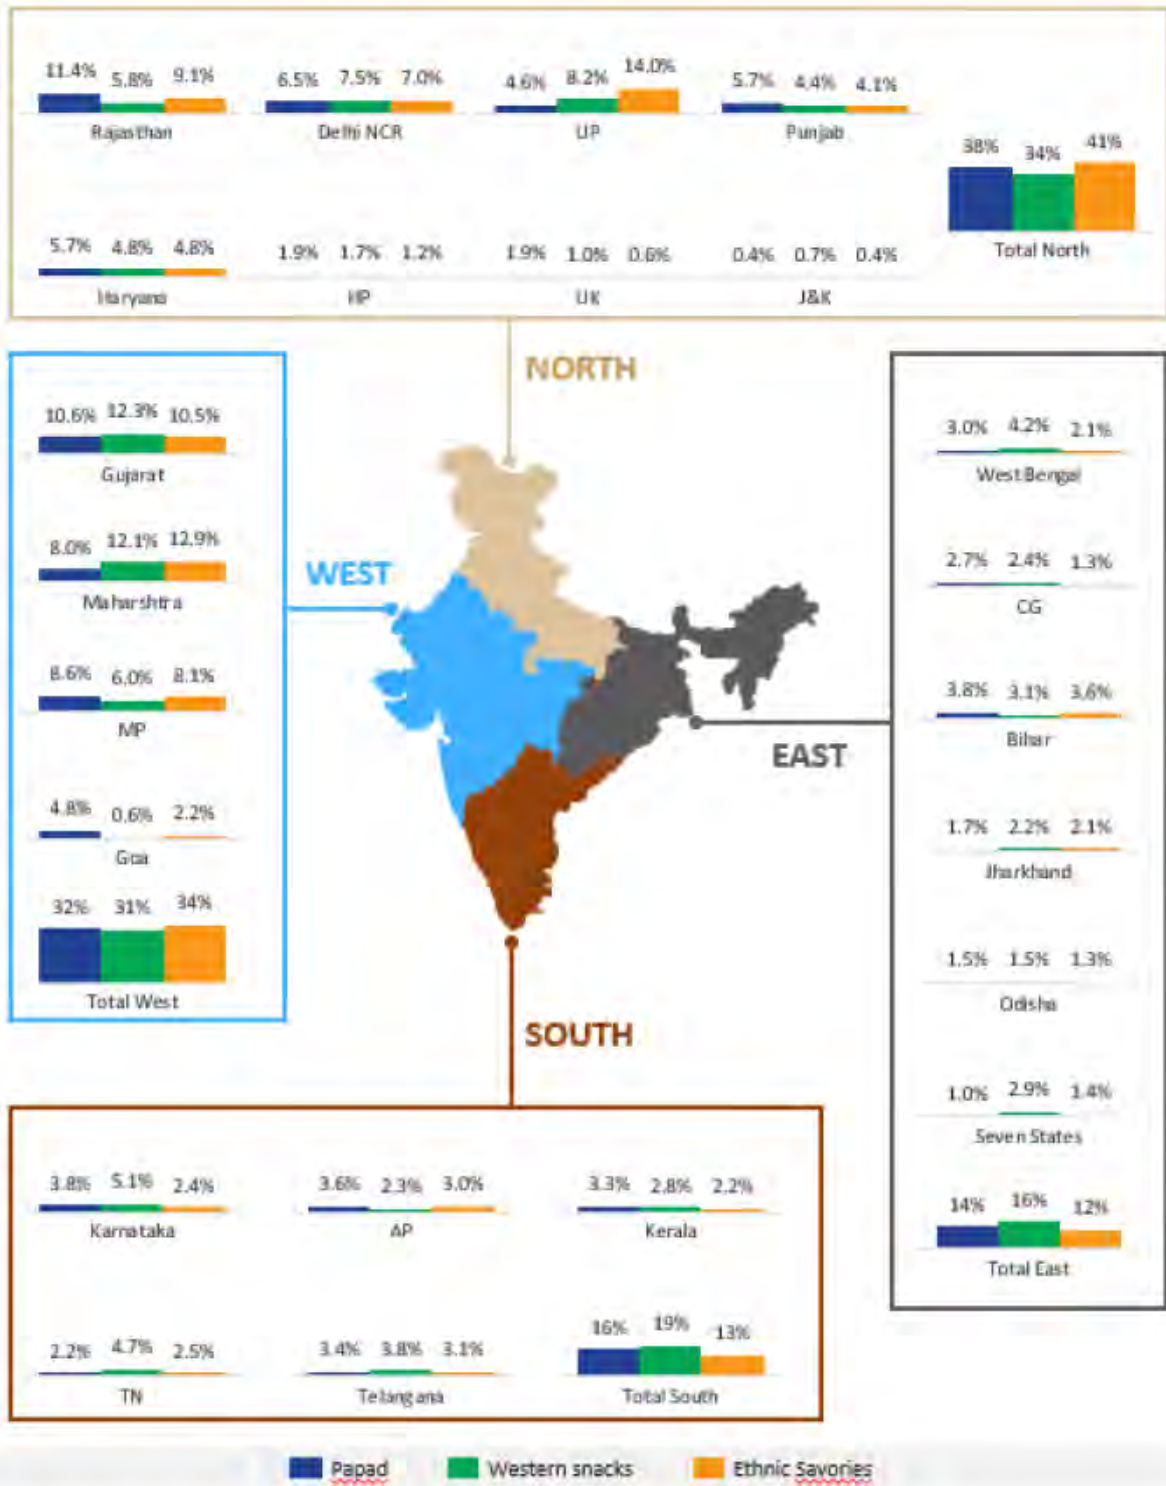 11.4% 5.8% 9.1%
Rajasthan
6.5% 7.5% 7.0%
Delhi NCR
4.6% 8.2% 14.0%
UP
5.7% 4.4% 4.1%
Punjab
38% 34% 41%
Total North
5.7% 4.8% 4.8%
Haryana
1.9% 1.7% 1.2%
HP
1.9% 1.0% 0.6%
UK
0.4% 0.7% 0.4%
J&K
NORTH
10.6% 12.3% 10.5%
Gujarat
8.0% 12.1% 12.9%
Maharshtra
8.6% 6.0% 8.1%
MP
4.8% 0.6% 2.2%
Goa
32% 31% 34%
Total West
WEST
EAST
3.0% 4.2% 2.1%
West Bengal
2.7% 2.4% 1.3%
CG
3.8% 3.1% 3.6%
Bihar
1.7% 2.2% 2.1%
Jharkhand
1.5% 1.5% 1.3%
Odisha
1.0% 2.9% 1.4%
Seven States
14% 16% 12%
Total East
SOUTH
3.8% 5.1% 2.4%
Karnataka
3.6% 2.3% 3.0%
AP
3.3% 2.8% 2.2%
Kerala
2.2% 4.7% 2.5%
TN
3.4% 3.8% 3.1%
Telangana
16% 19% 13%
Total South
Papad Western snacks Ethnic Savories